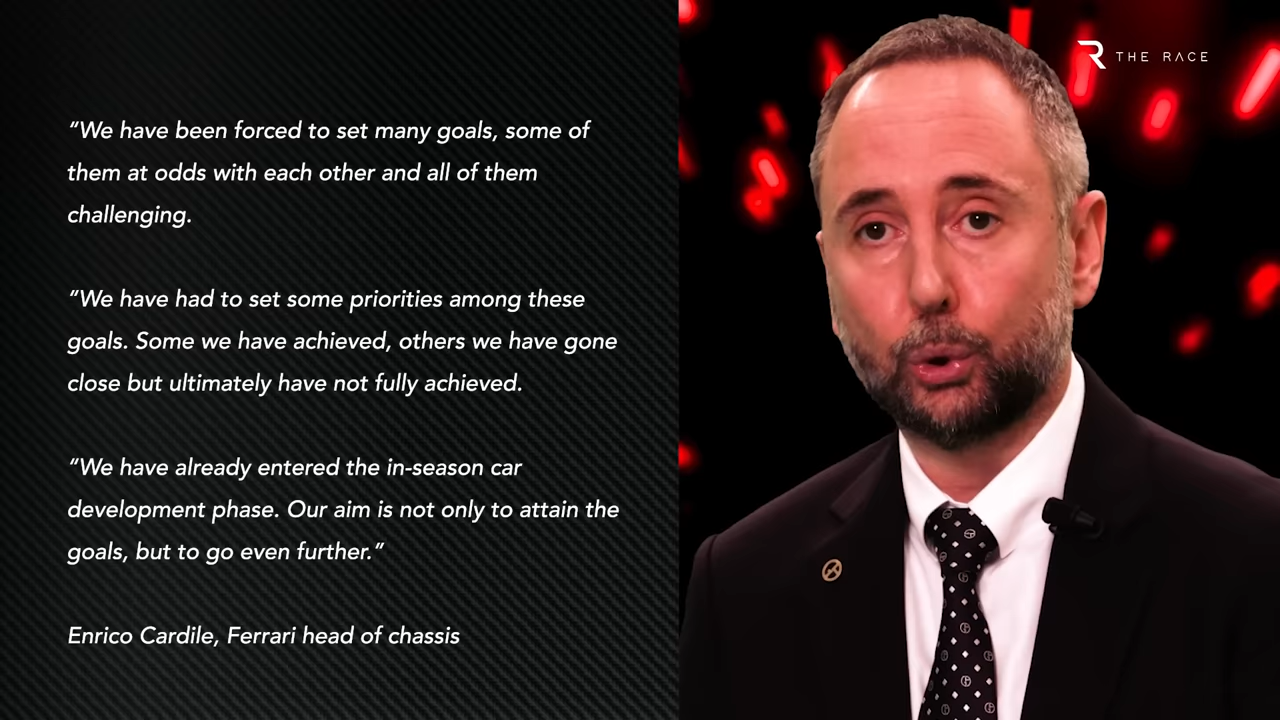 “We have been forced to set many goals, some of
them at odds with each other and all of them
challenging.
“We have had to set some priorities among these
goals. Some we have achieved, others we have gone
close but ultimately have not fully achieved.
“We have already entered the in-season car
development phase. Our aim is not only to attain the
goals, but to go even further.”
Enrico Cardile, Ferrari head of chassis
THE RACE